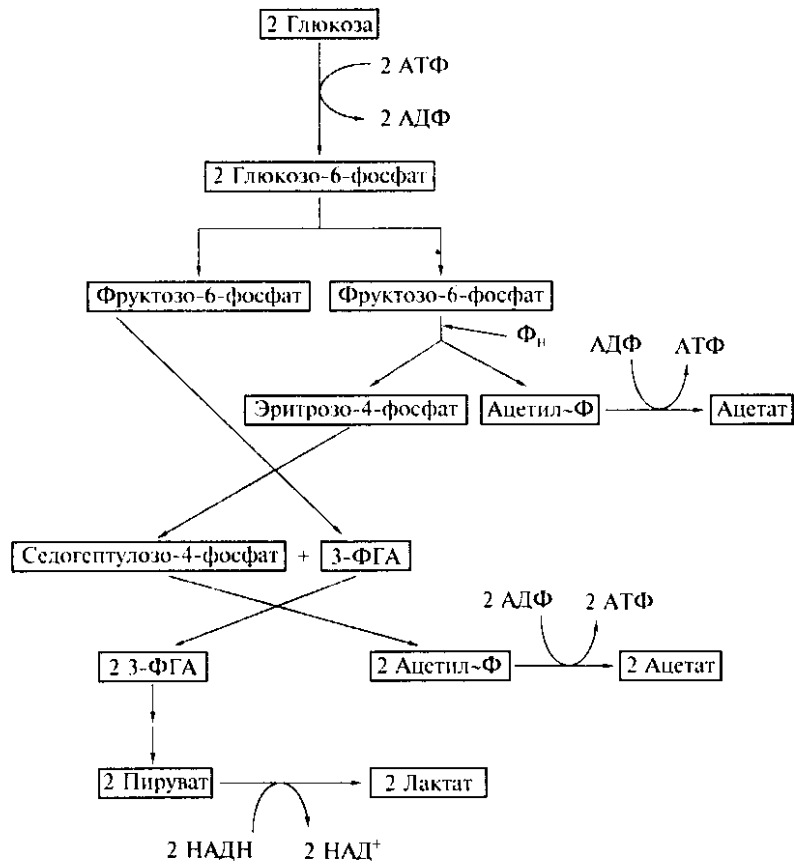 2 Глюкоза
2 АТФ
2 АДФ
2 Глюкозо-6-фосфат
Фруктозо-6-фосфат
Фруктозо-6-фосфат
Фн
АДФ
АТФ
Эритрозо-4-фосфат
Ацетил~Ф
Ацетат
Седогептулозо-4-фосфат + 3-ФГА
2 АДФ
2 АТФ
2 3-ФГА
2 Ацетил~Ф
2 Ацетат
2 Пируват
2 Лактат
2 НАДН
2 НАД⁺